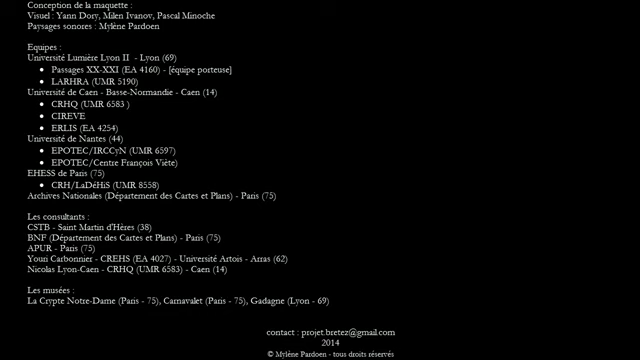 Conception de la maquette :
Visuel : Yann Dory, Milen Ivanov, Pascal Minoche
Paysages sonores : Mylène Pardoen
Equipes :
Université Lumière Lyon II - Lyon (69)
• Passages XX-XXI (EA 4160) - [équipe porteuse]
• LARHRA (UMR 5190)
Université de Caen - Basse-Normandie - Caen (14)
• CRHQ (UMR 6583 )
• CIREVE
• ERLIS (EA 4254)
Université de Nantes (44)
• EPOTEC/IRCCyN (UMR 6597)
• EPOTEC/Centre François Viète)
EHESS de Paris (75)
• CRH/LaDéHiS (UMR 8558)
Archives Nationales (Département des Cartes et Plans) - Paris (75)
Les consultants :
CSTB - Saint Martin d'Hères (38)
BNF (Département des Cartes et Plans) - Paris (75)
APUR - Paris (75)
Youri Carbonnier - CREHS (EA 4027) - Université Artois - Arras (62)
Nicolas Lyon-Caen - CRHQ (UMR 6583) - Caen (14)
Les musées :
La Crypte Notre-Dame (Paris - 75), Carnavalet (Paris - 75), Gadagne (Lyon - 69)
contact : projet.bretez@gmail.com
2014
© Mylène Pardoen - tous droits réservés